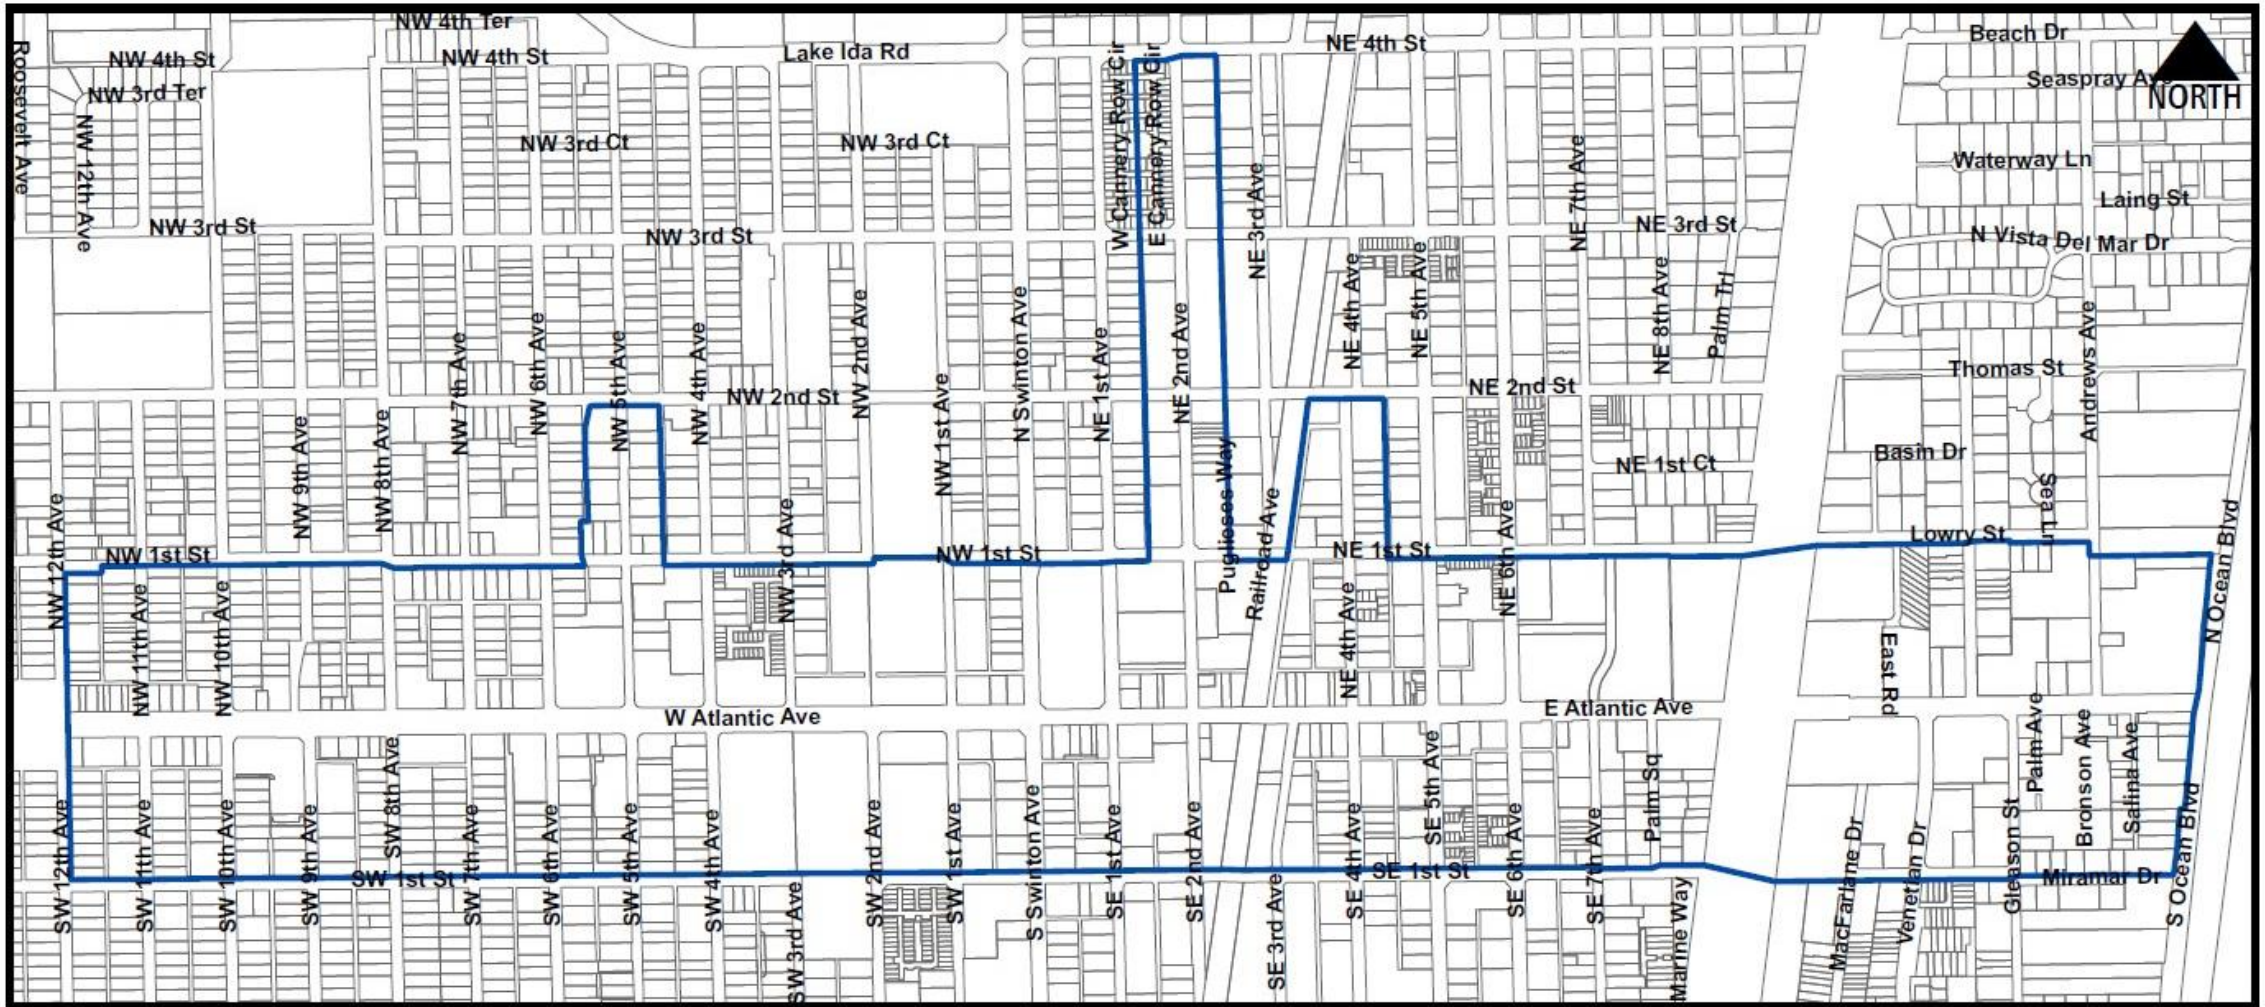 NW 4th Ter
Beach Dr
NE 4th St
Lake Ida Rd
NW 4th St
NW 4th St
Roosevelt Ave
Seaspray Ave
NORTH
NW 3rd Ter
W Cannery Row Cir
E Cannery Row Cir
NW 3rd Ct
NW 3rd Ct
NW 12th Ave
NE 7th Ave
Waterway Ln
Laing St
NE 3rd Ave
NW 3rd St
NW 3rd St
NE 3rd St
N Vista Del Mar Dr
NE 4th Ave
NE 5th Ave
NE 8th Ave
Palm Trl
NW 2nd Ave
N Swinton Ave
NE 1st Ave
NE 2nd Ave
Andrews Ave
NW 7th Ave
NW 6th Ave
NW 5th Ave
NW 4th Ave
Thomas St
NW 2nd St
NE 2nd St
NW 1st Ave
NW 9th Ave
NW 8th Ave
Basin Dr
NE 1st Ct
Puglieses Way
Railroad Ave
Sea Ln
NW 12th Ave
NW 3rd Ave
NE 6th Ave
N Ocean Blvd
Lowry St
NW 1st St
NW 1st St
NE 1st St
NW 11th Ave
NW 10th Ave
NE 4th Ave
East Rd
W Atlantic Ave
E Atlantic Ave
Palm Ave
Bronson Ave
Salina Ave
SW 8th Ave
SE 5th Ave
Palm Sq
SW 12th Ave
SW 11th Ave
SW 10th Ave
SW 9th Ave
SW 7th Ave
SW 6th Ave
SW 5th Ave
SW 4th Ave
SW 2nd Ave
SW 1st Ave
S Swinton Ave
SE 1st Ave
SE 2nd Ave
SE 4th Ave
SE 6th Ave
SE 7th Ave
MacFarlane Dr
Venetian Dr
Gleason St
S Ocean Blvd
SW 1st St
SE 1st St
Miramar Dr
SW 3rd Ave
SE 3rd Ave
Marine Way